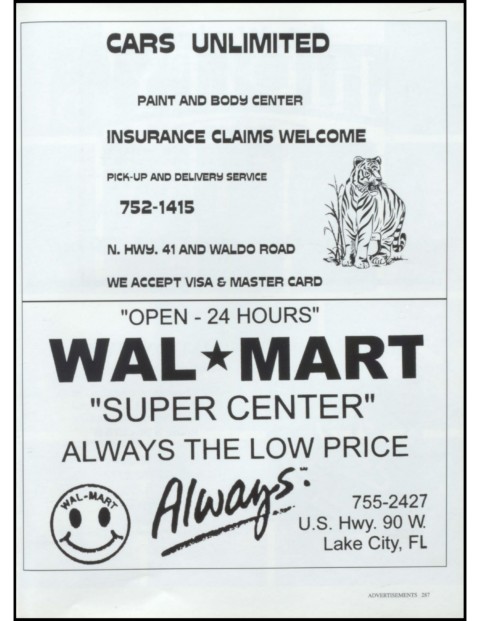 CARS UNLIMITED
PAINT AND BODY CENTER
INSURANCE CLAIMS WELCOME
PICK-UP AND DELIVERY SERVICE
752-1415
N. HWY. 41 AND WALDO ROAD
WE ACCEPT VISA & MASTER CARD
"OPEN - 24 HOURS"
WAL★MART
"SUPER CENTER"
ALWAYS THE LOW PRICE
WAL-MART
Always.
755-2427
U.S. Hwy. 90 W.
Lake City, FL
ADVERTISEMENTS 287